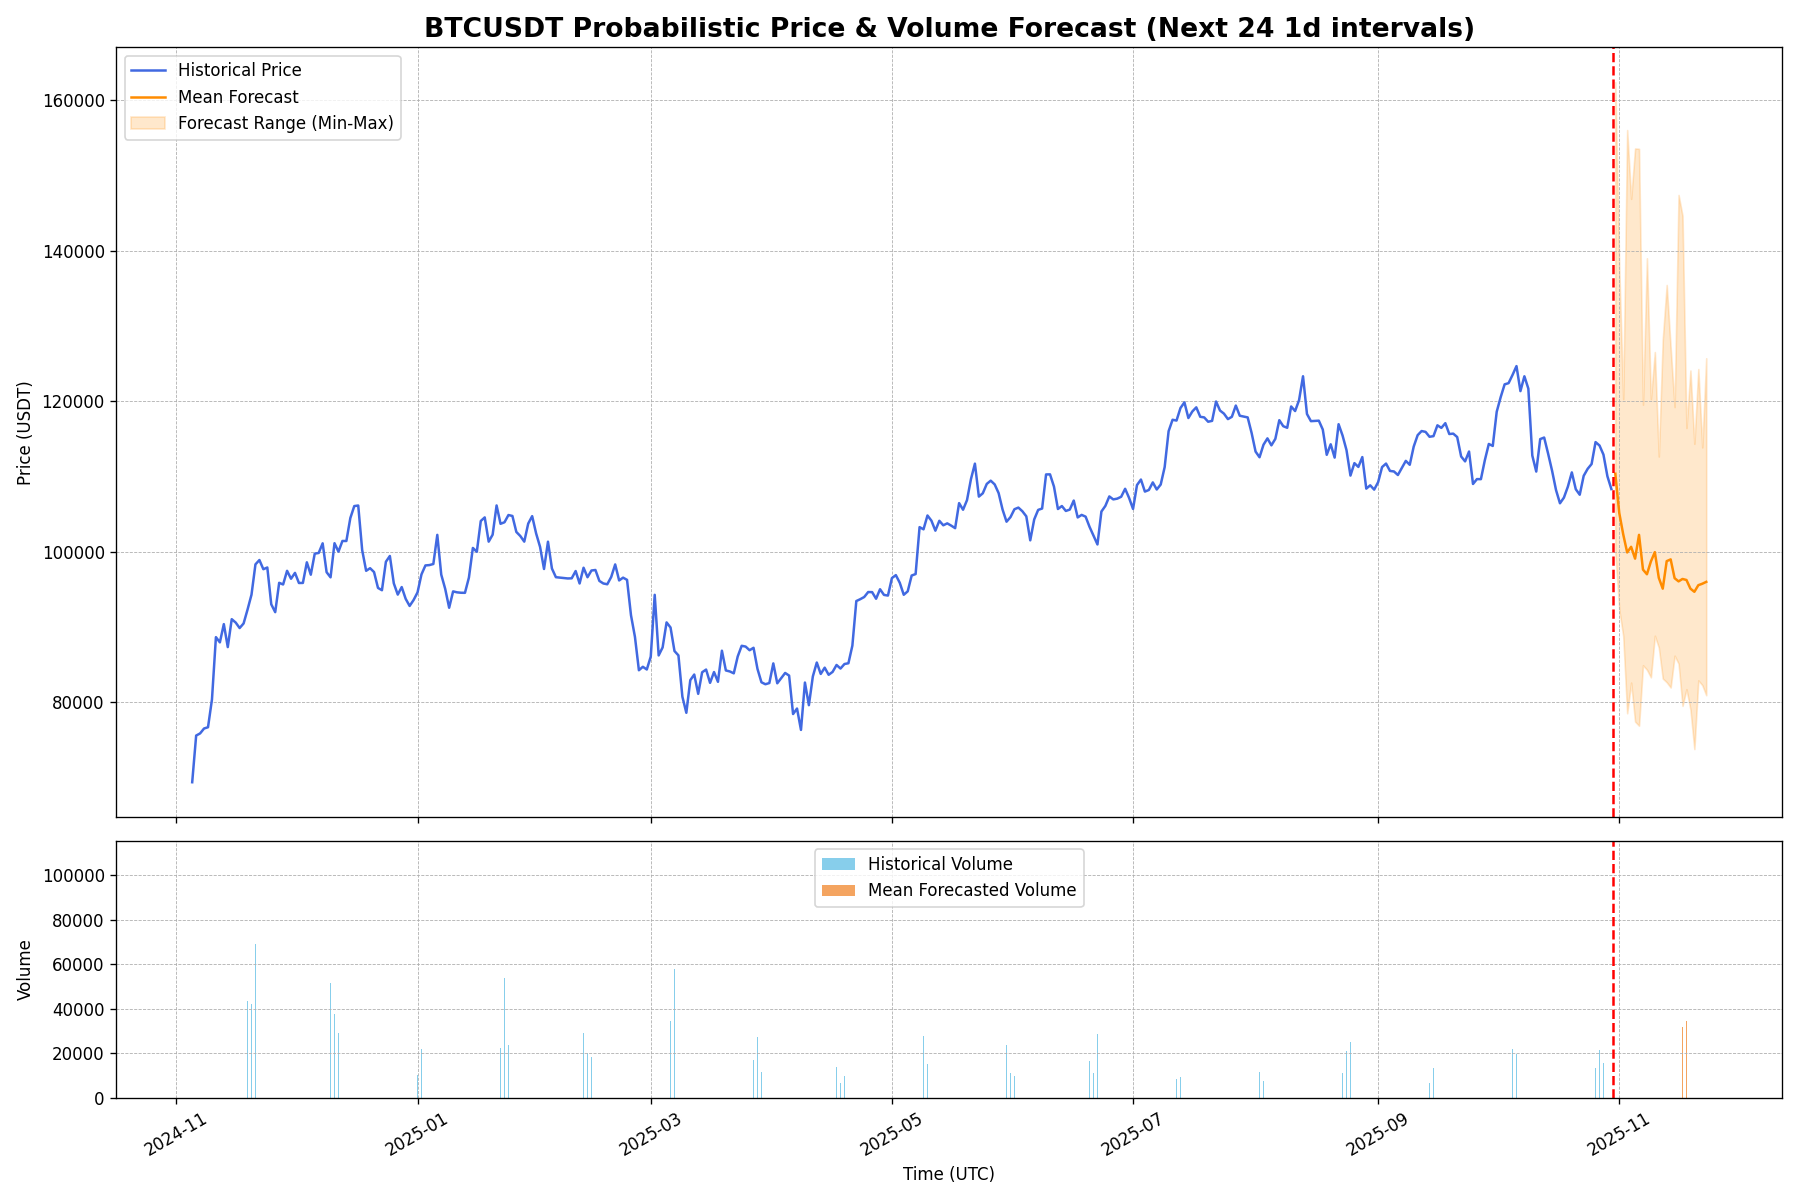 BTCUSDT Probabilistic Price & Volume Forecast (Next 24 1d intervals)
Historical Price
Mean Forecast
Forecast Range (Min-Max)
160000
140000
120000
100000
80000
Price (USDT)
Historical Volume
Mean Forecasted Volume
100000
80000
60000
40000
20000
0
Volume
2024-11
2025-01
2025-03
2025-05
2025-07
2025-09
2025-11
Time (UTC)